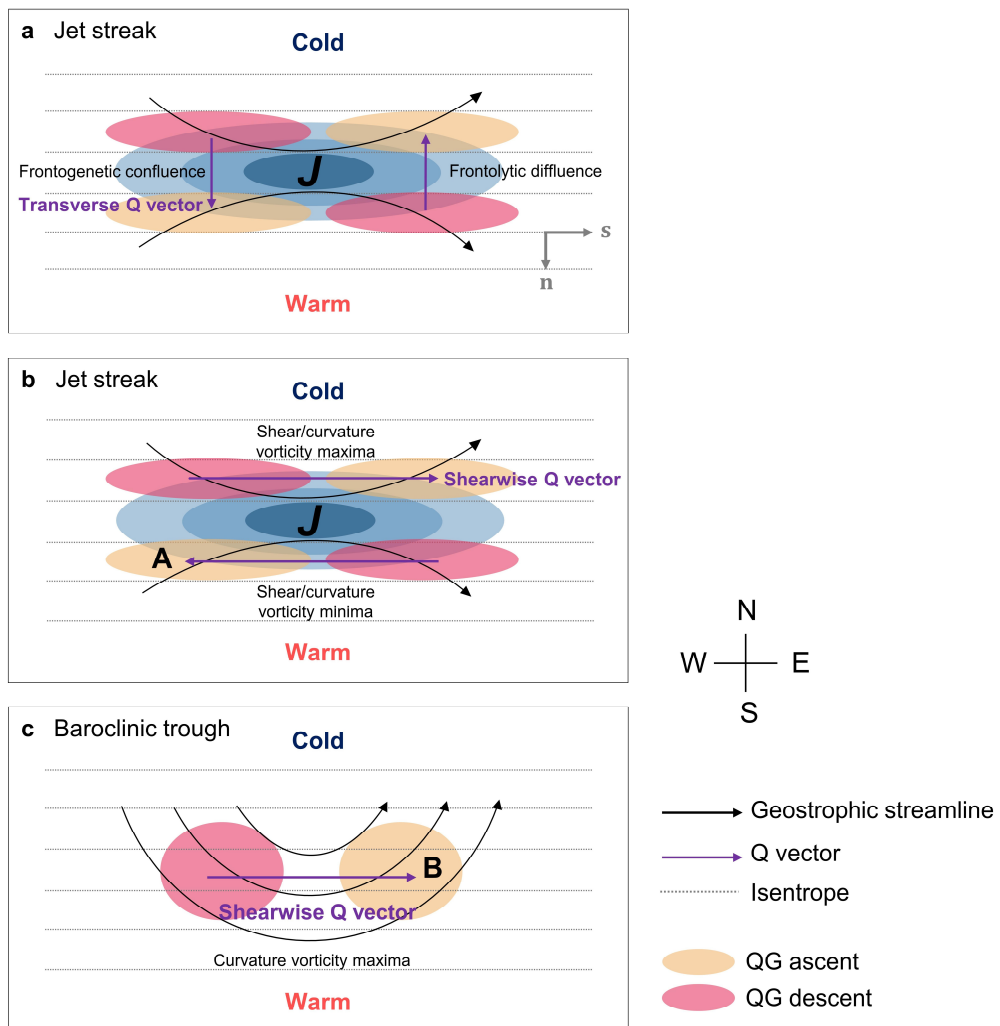 a Jet streak
Cold
J
Frontogenetic confluence
Frontolytic diffluence
Transverse Q vector
s
n
Warm
b Jet streak
Cold
Shear/curvature
vorticity maxima
Shearwise Q vector
J
A
Shear/curvature
vorticity minima
Warm
c Baroclinic trough
Cold
B
Shearwise Q vector
Curvature vorticity maxima
Warm
N
W
E
S
Geostrophic streamline
Q vector
Isentrope
QG ascent
QG descent